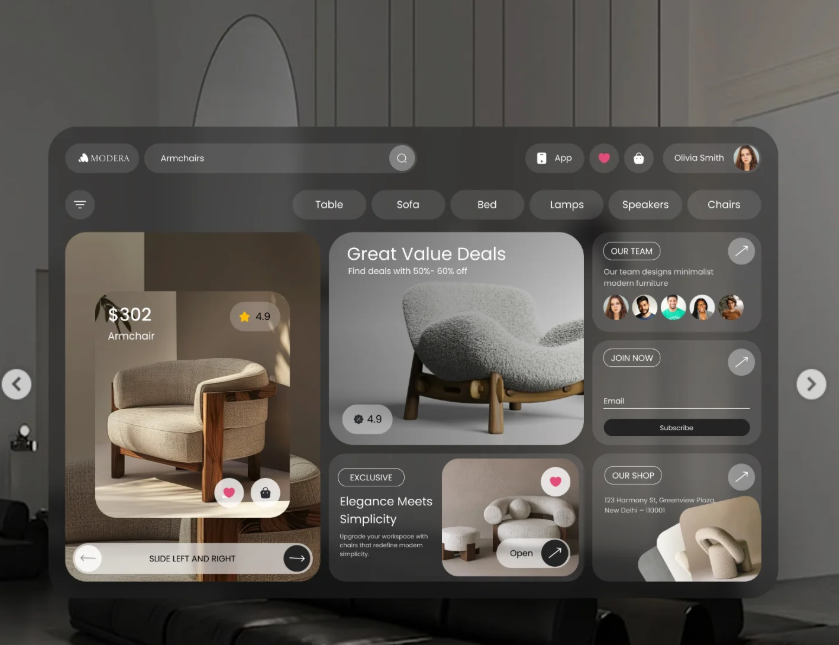 MODERA
Armchairs
App
Olivia Smith
Table
Sofa
Bed
Lamps
Speakers
Chairs
$302
Armchair
4.9
SLIDE LEFT AND RIGHT
Great Value Deals
Find deals with 50%- 60% off
4.9
EXCLUSIVE
Elegance Meets
Simplicity
Upgrade your workspace with
chairs that redefine modern
simplicity.
Open
OUR TEAM
Our team designs minimalist
modern furniture
JOIN NOW
Email
Subscribe
OUR SHOP
123 Harmony St, Greenview Plaza,
New Delhi – 110001